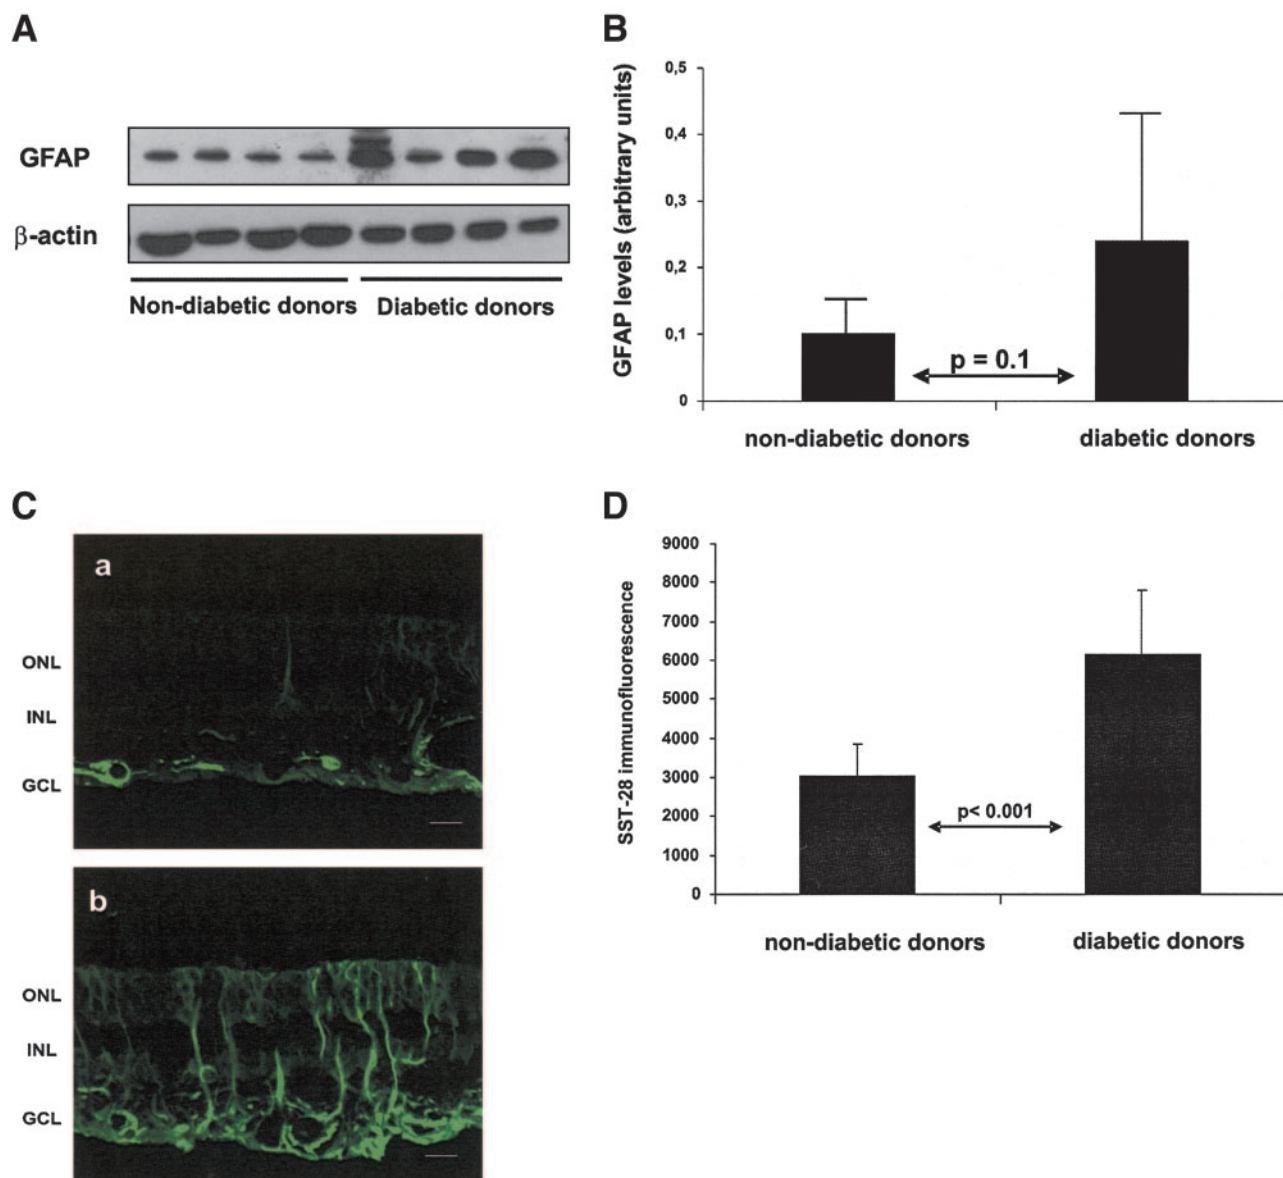 A
GFAP
β-actin
Non-diabetic donors
Diabetic donors
B
GFAP levels (arbitrary units)
0,5
0,4
0,3
0,2
0,1
0
p = 0.1
non-diabetic donors
diabetic donors
C
a
ONL
INL
GCL
b
ONL
INL
GCL
D
SST-28 immunofluorescence
9000
8000
7000
6000
5000
4000
3000
2000
1000
0
p< 0.001
non-diabetic donors
diabetic donors